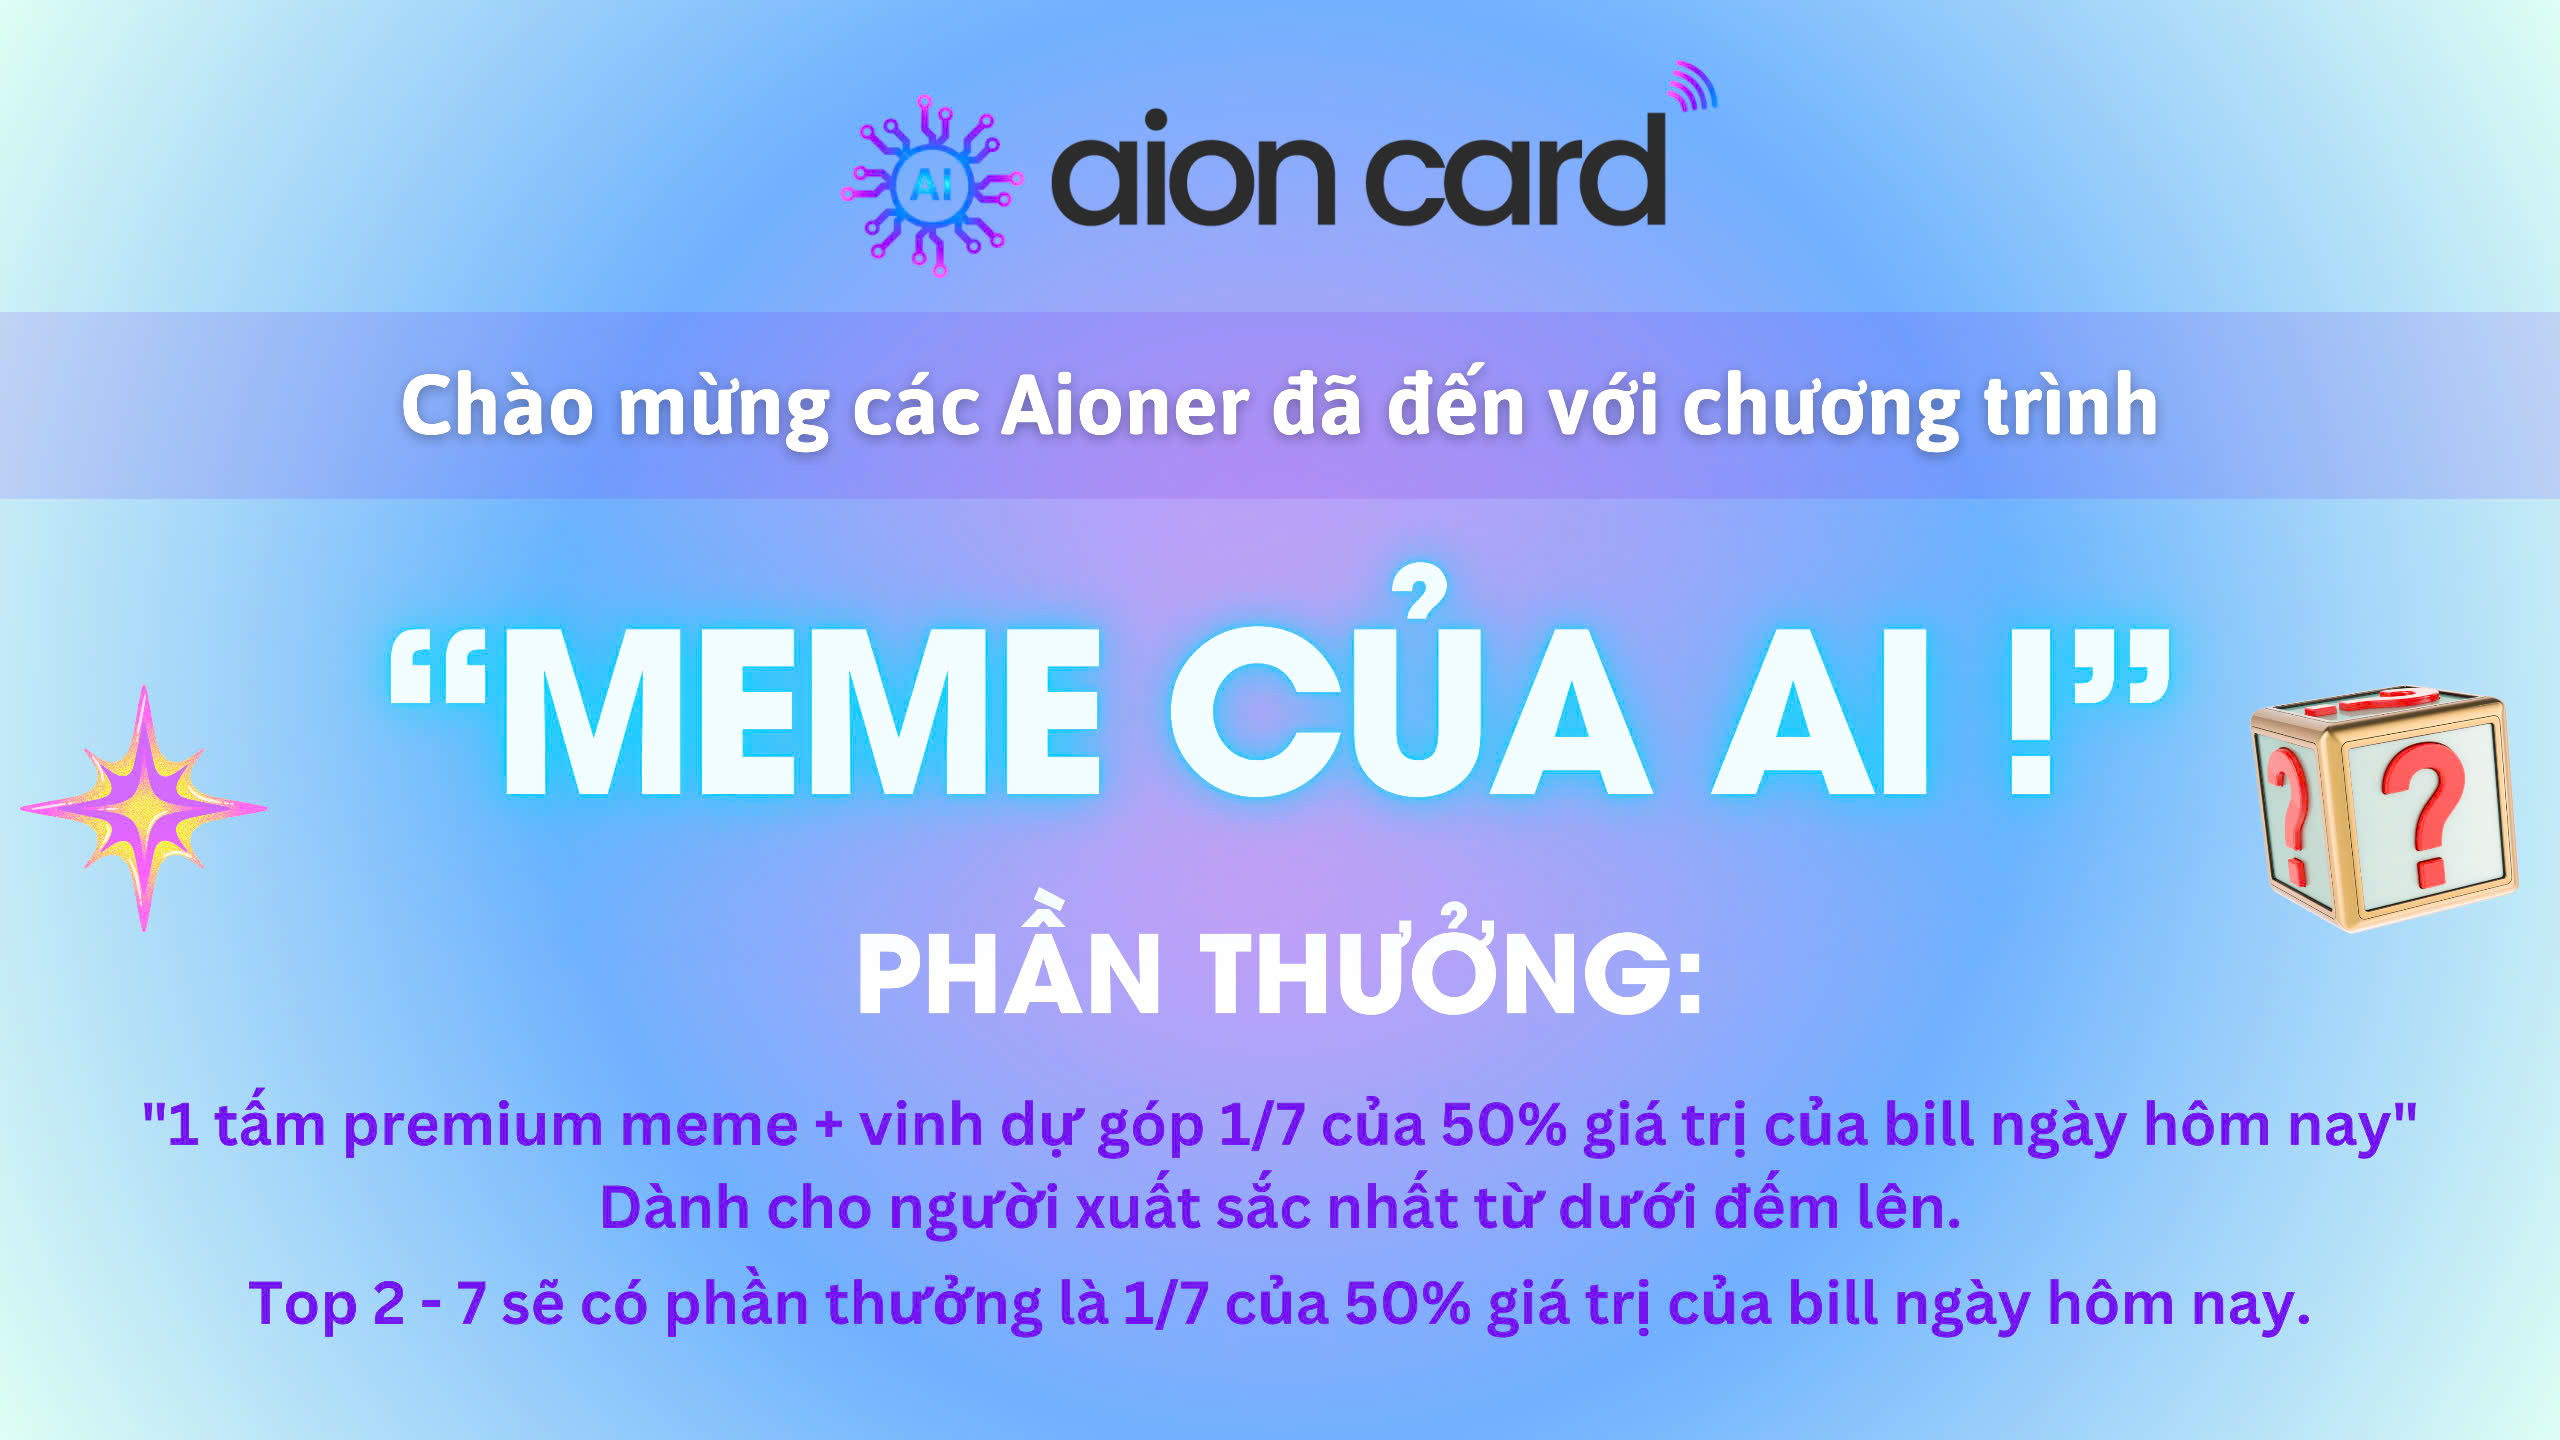 AI
aion card
Chào mừng các Aioner đã đến với chương trình
“MEME CỦA AI !”
PHẦN THƯỞNG:
"1 tấm premium meme + vinh dự góp 1/7 của 50% giá trị của bill ngày hôm nay"
Dành cho người xuất sắc nhất từ dưới đếm lên.
Top 2 - 7 sẽ có phần thưởng là 1/7 của 50% giá trị của bill ngày hôm nay.
? ? ?